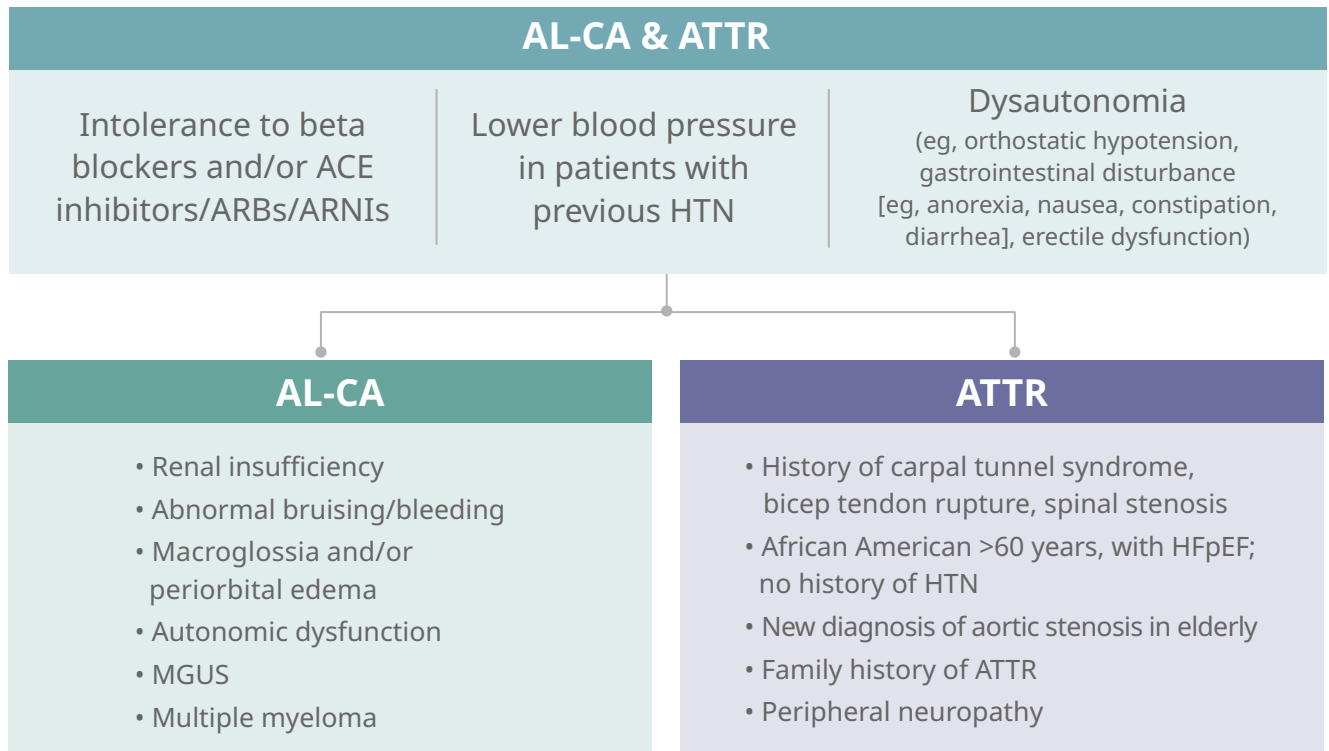 AL-CA & ATTR
Intolerance to beta
blockers and/or ACE
inhibitors/ARBs/ARNIs
Lower blood pressure
in patients with
previous HTN
Dysautonomia
(eg, orthostatic hypotension,
gastrointestinal disturbance
[eg, anorexia, nausea, constipation,
diarrhea], erectile dysfunction)
AL-CA
• Renal insufficiency
• Abnormal bruising/bleeding
• Macroglossia and/or
periorbital edema
• Autonomic dysfunction
• MGUS
• Multiple myeloma
ATTR
• History of carpal tunnel syndrome,
bicep tendon rupture, spinal stenosis
• African American >60 years, with HFpEF;
no history of HTN
• New diagnosis of aortic stenosis in elderly
• Family history of ATTR
• Peripheral neuropathy